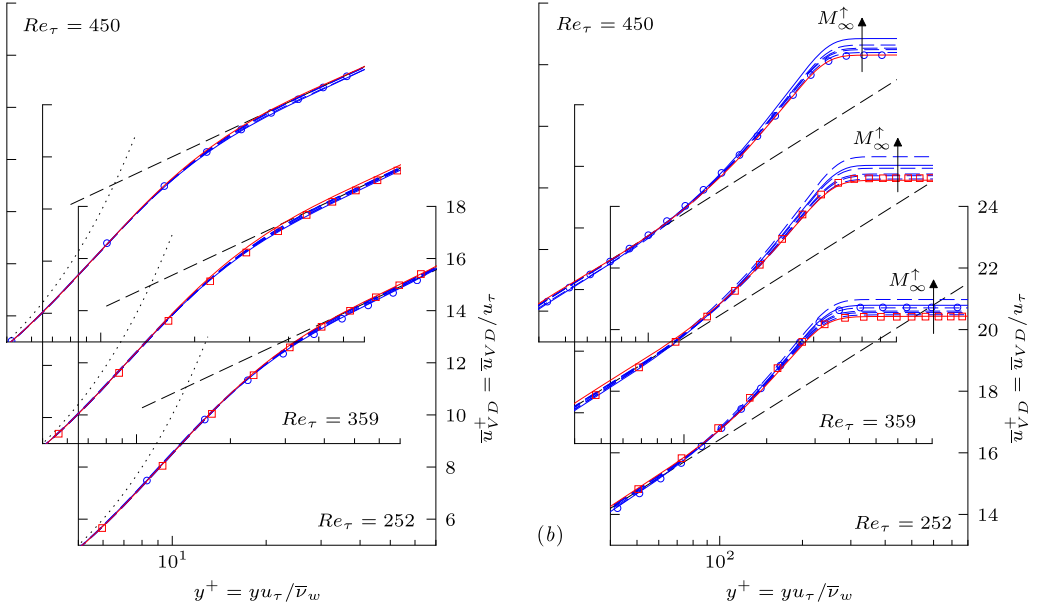 Re_τ = 450
18
16
14
12
10
8
6
u̅⁺_VD = u̅_VD/u_τ
Re_τ = 359
Re_τ = 252
10¹
y⁺ = yu_τ/ν̅_w
(b)
Re_τ = 450
M_∞↑
M_∞↑
M_∞↑
24
22
20
18
16
14
u̅⁺_VD = u̅_VD/u_τ
Re_τ = 359
Re_τ = 252
10²
y⁺ = yu_τ/ν̅_w